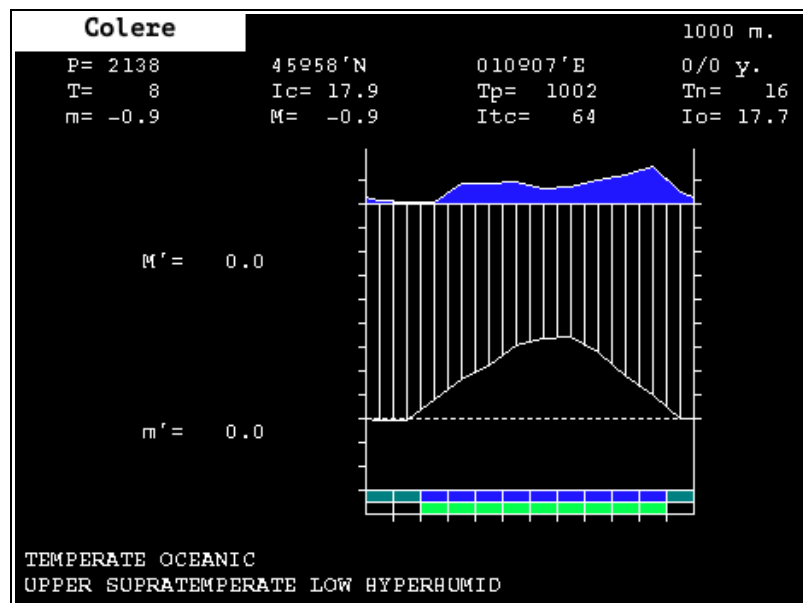 Colere 1000 m.
P= 2138 45º58'N 010º07'E 0/0 y.
T= 8 Ic= 17.9 Tp= 1002 Tn= 16
m= -0.9 M= -0.9 Itc= 64 Io= 17.7
M'= 0.0
m'= 0.0
TEMPERATE OCEANIC
UPPER SUPRATEMPERATE LOW HYPERHUMID